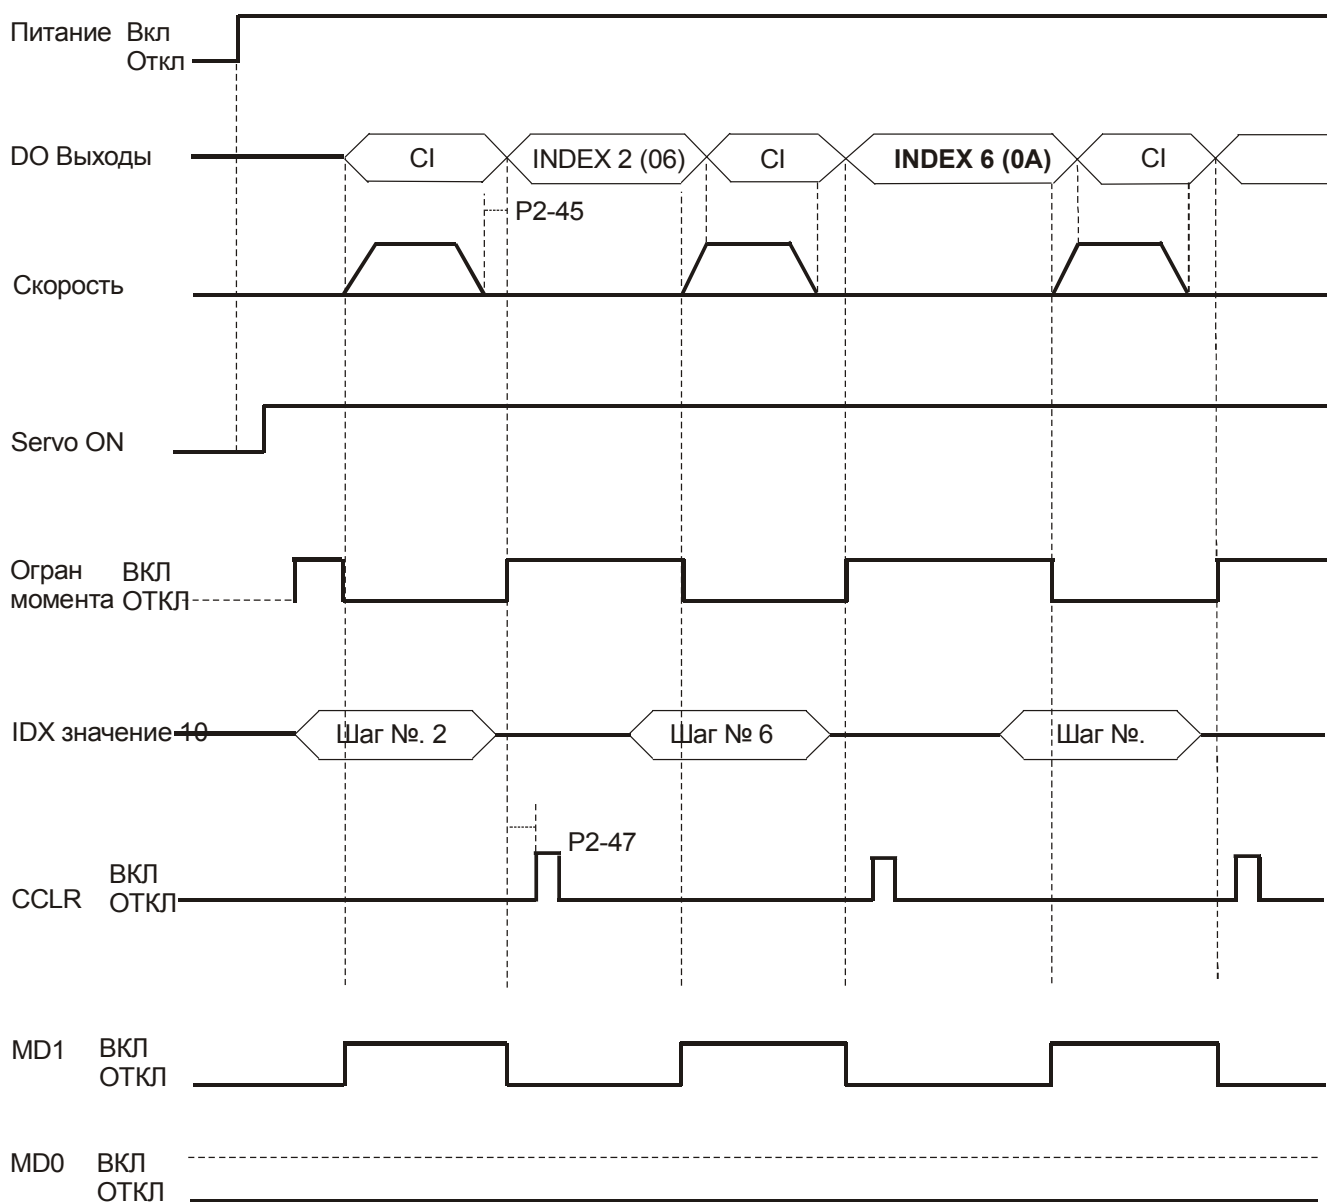 Питание Вкл
Откл
DO Выходы CI INDEX 2 (06) CI INDEX 6 (0A) CI
P2-45
Скорость
Servo ON
Огран ВКЛ
момента ОТКЛ
IDX значение 10 Шаг №. 2 Шаг № 6 Шаг №.
P2-47
ВКЛ
CCLR ОТКЛ
MD1 ВКЛ
ОТКЛ
MD0 ВКЛ
ОТКЛ